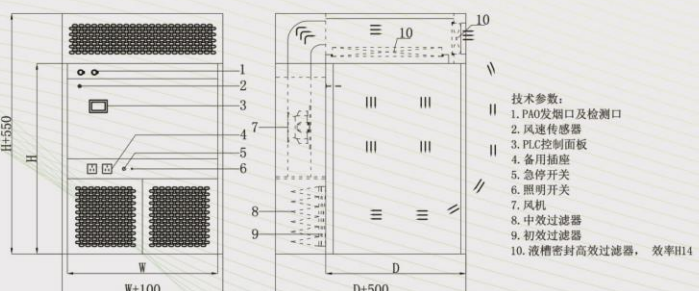 H+550
H
1
2
3
4
5
6
W
W+100
10
10
7
8
9
D
D+500
技术参数:
1.PAO发烟口及检测口
2.风速传感器
3.PLC控制面板
4.备用插座
5.急停开关
6.照明开关
7.风机
8.中效过滤器
9.初效过滤器
10.液槽密封高效过滤器, 效率H14